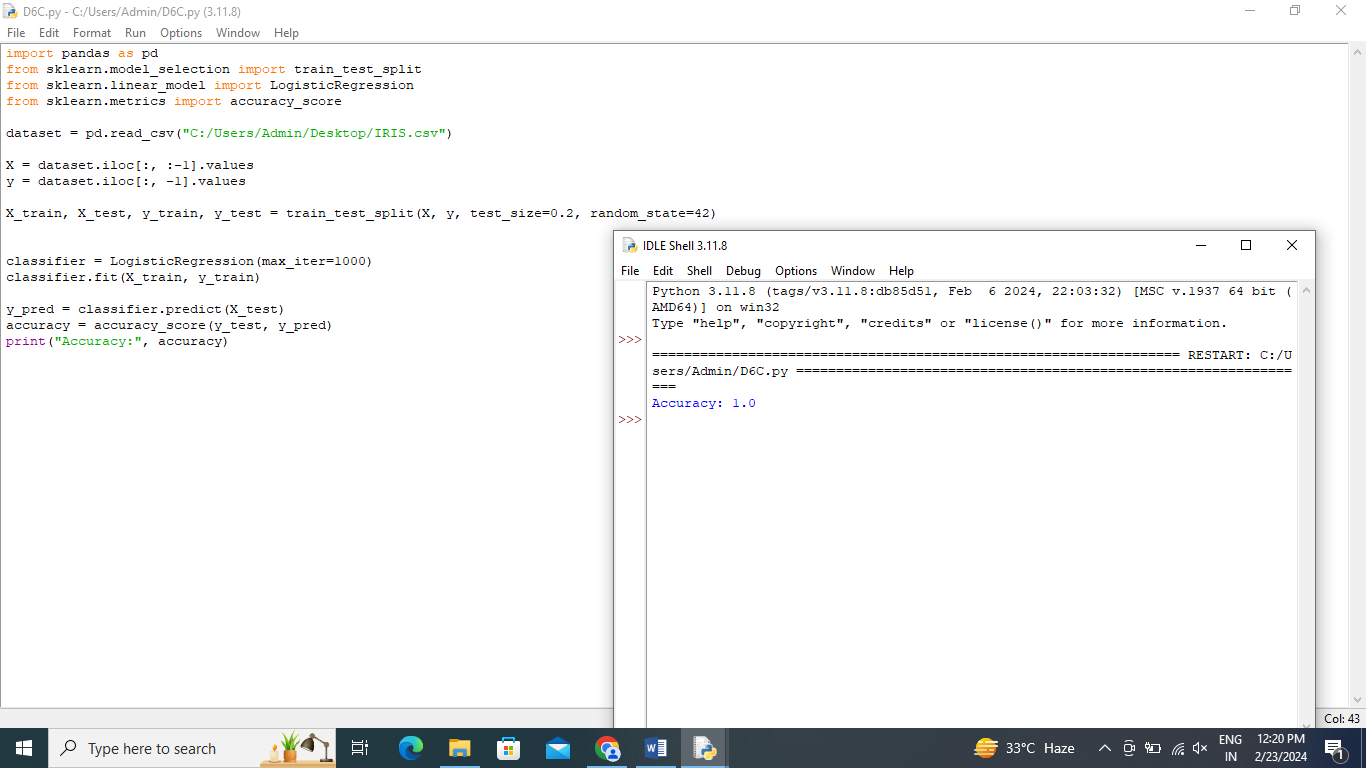 D6C.py - C:/Users/Admin/D6C.py (3.11.8)
File Edit Format Run Options Window Help
import pandas as pd
from sklearn.model_selection import train_test_split
from sklearn.linear_model import LogisticRegression
from sklearn.metrics import accuracy_score
dataset = pd.read_csv("C:/Users/Admin/Desktop/IRIS.csv")
X = dataset.iloc[:, :-1].values
y = dataset.iloc[:, -1].values
X_train, X_test, y_train, y_test = train_test_split(X, y, test_size=0.2, random_state=42)
classifier = LogisticRegression(max_iter=1000)
classifier.fit(X_train, y_train)
y_pred = classifier.predict(X_test)
accuracy = accuracy_score(y_test, y_pred)
print("Accuracy:", accuracy)
IDLE Shell 3.11.8
File Edit Shell Debug Options Window Help
Python 3.11.8 (tags/v3.11.8:db85d51, Feb  6 2024, 22:03:32) [MSC v.1937 64 bit (
AMD64)] on win32
Type "help", "copyright", "credits" or "license()" for more information.
>>>
================================================================== RESTART: C:/U
sers/Admin/D6C.py ==============================================================
===
Accuracy: 1.0
>>>
Col: 43
Type here to search
33°C Haze
ENG
IN
12:20 PM
2/23/2024
1